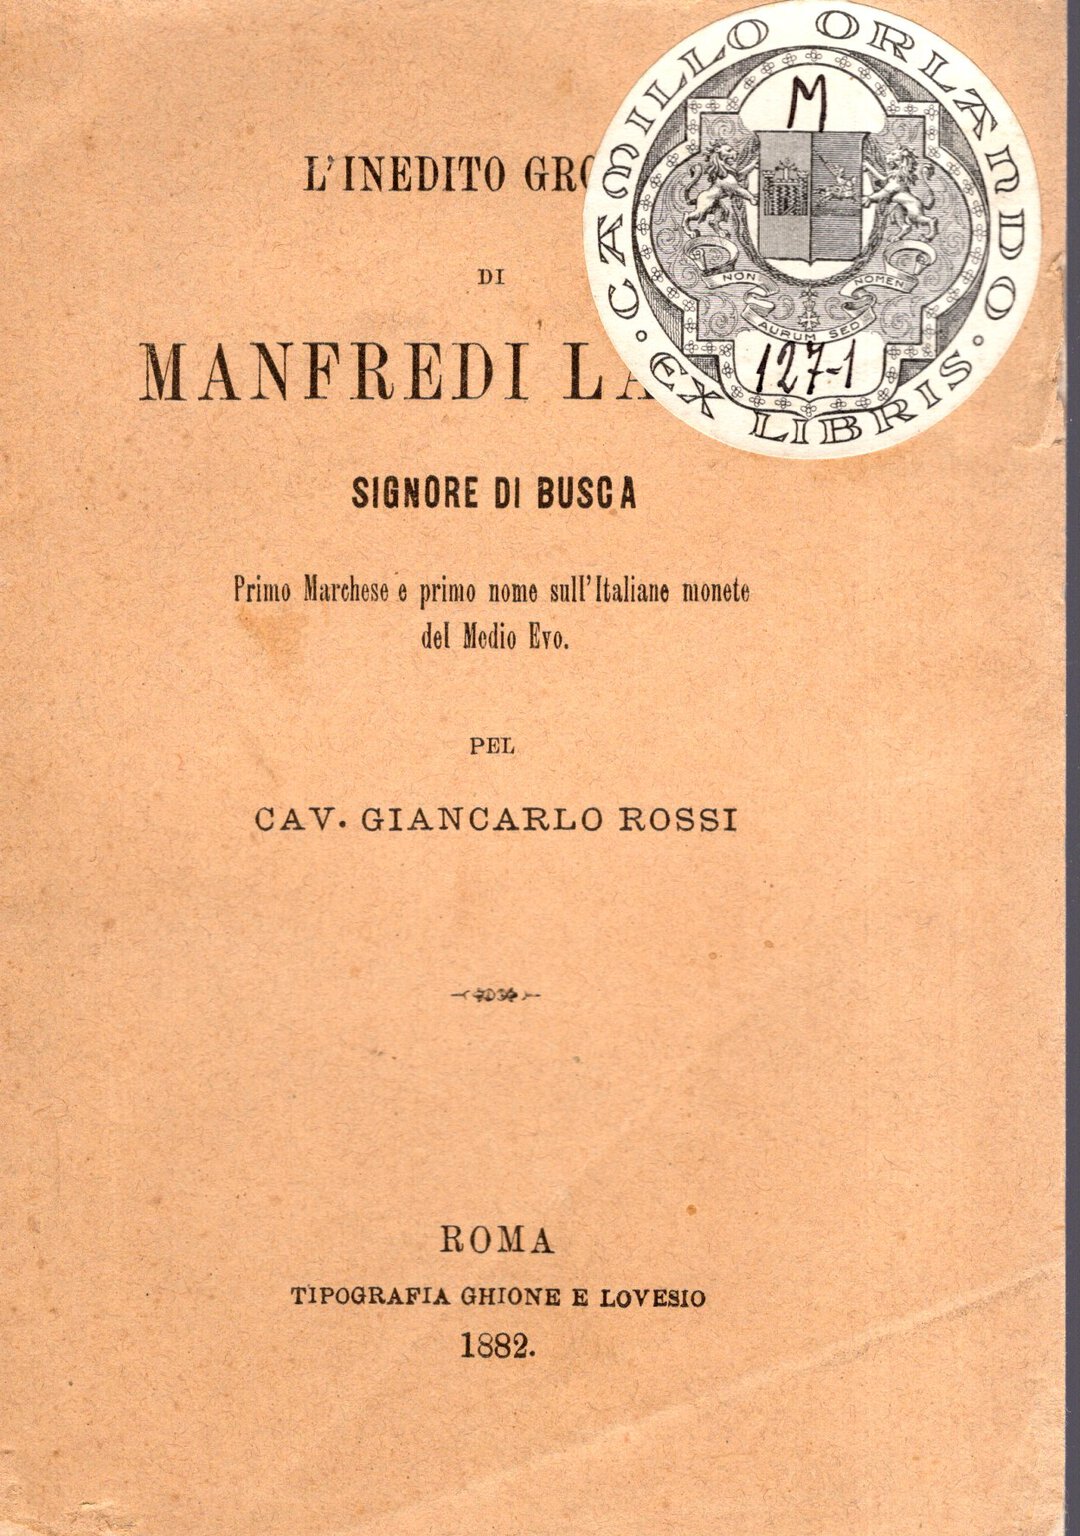 L'INEDITO GRO
DI
MANFREDI LA
SIGNORE DI BUSCA
Primo Marchese e primo nome sull'Italiane monete
del Medio Evo.
PEL
CAV. GIANCARLO ROSSI
ROMA
TIPOGRAFIA GHIONE E LOVESIO
1882.
CAMILLO ORLANDO
EX LIBRIS
M
NON AURUM SED NOMEN
127-1